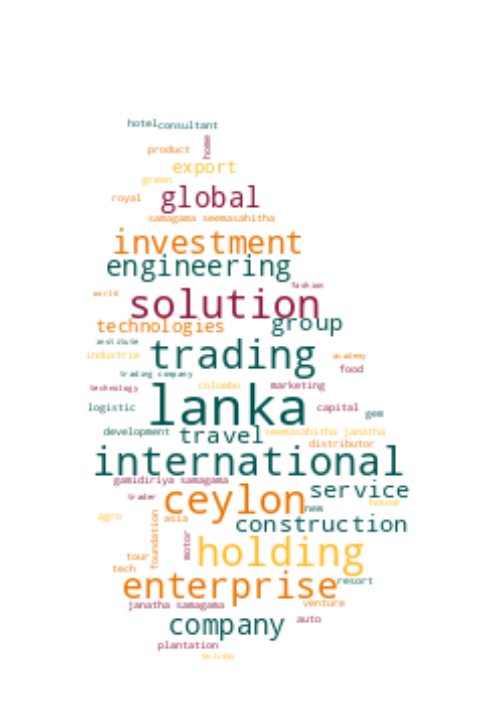 hotel consultant
product home
export
green
royal global
samagama seemasahitha
investment
engineering
fashion
world solution
technologies group
institute trading
industrie academy
trading company food
technology colombo marketing
logistic lanka capital gem
development travel seemasahitha janatha
distributor
international
gamidiriya samagama service
trader ceylon house
new
agro foundation asia construction
motor
tour holding
tech
enterprise resort
janatha samagama venture
company auto
plantation
holiday